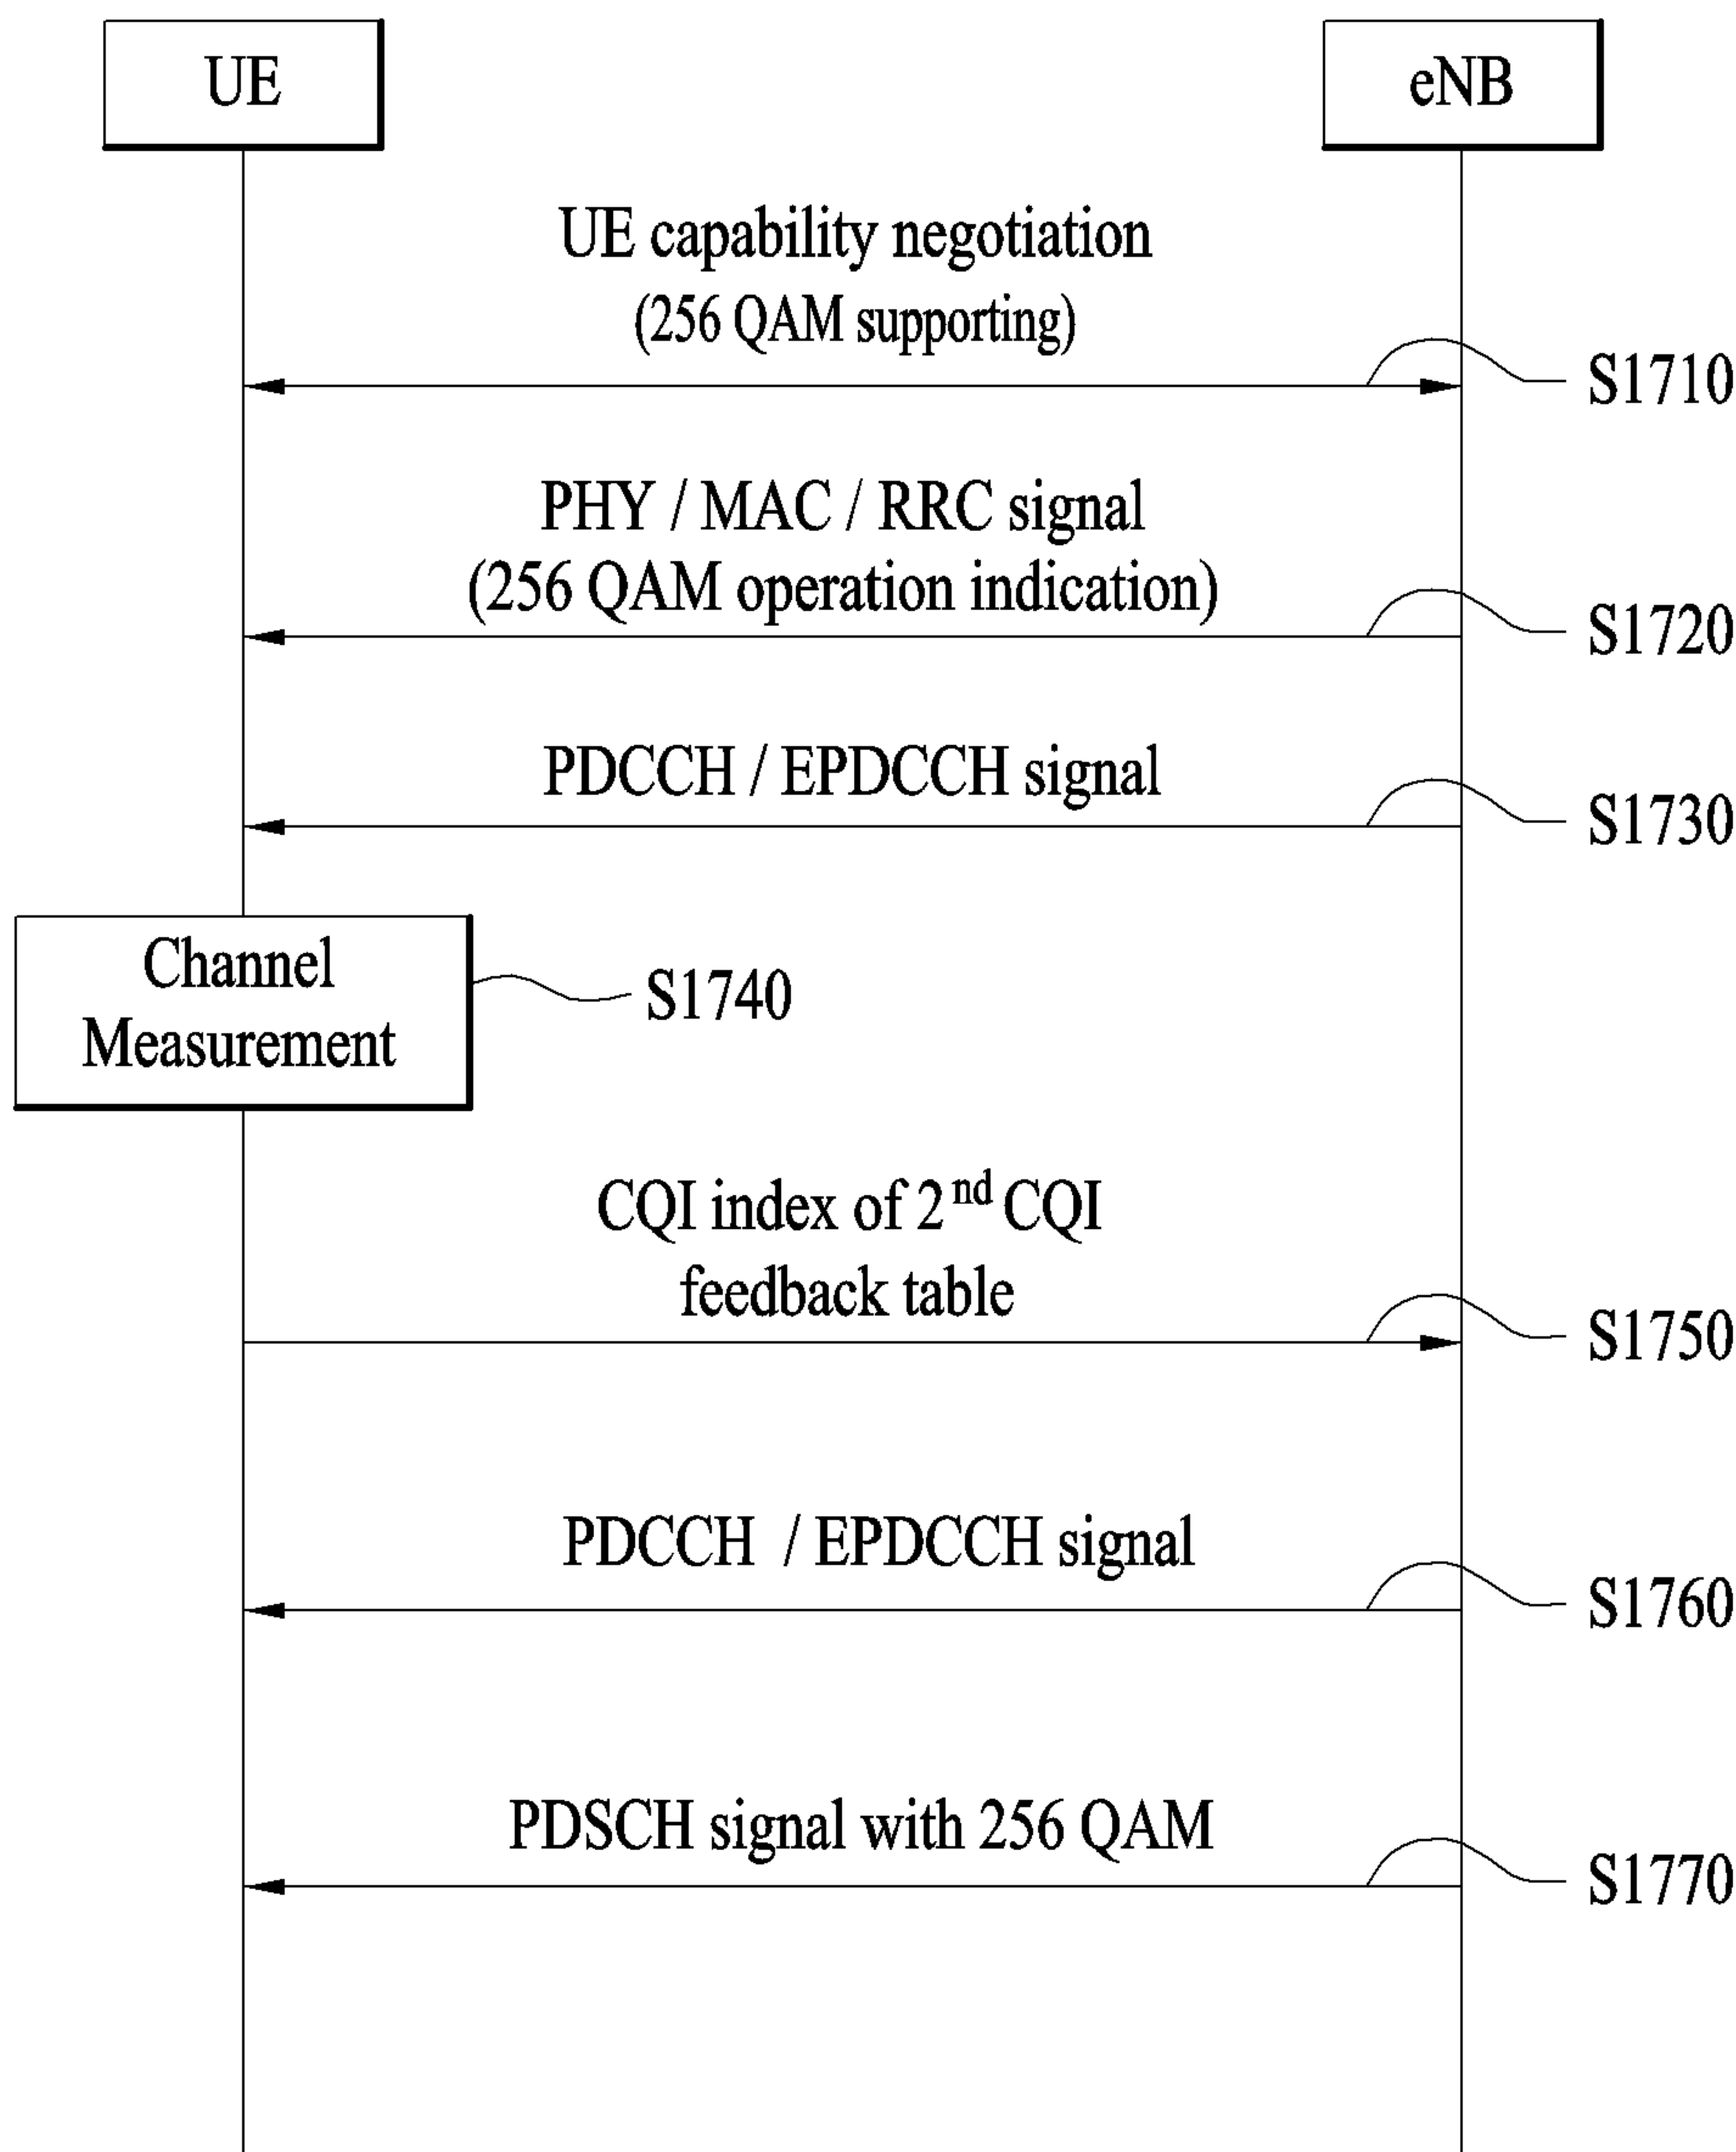 UE
eNB
UE capability negotiation
(256 QAM supporting)
S1710
PHY / MAC / RRC signal
(256 QAM operation indication)
S1720
PDCCH / EPDCCH signal
S1730
Channel
Measurement
S1740
CQI index of 2nd CQI
feedback table
S1750
PDCCH / EPDCCH signal
S1760
PDSCH signal with 256 QAM
S1770